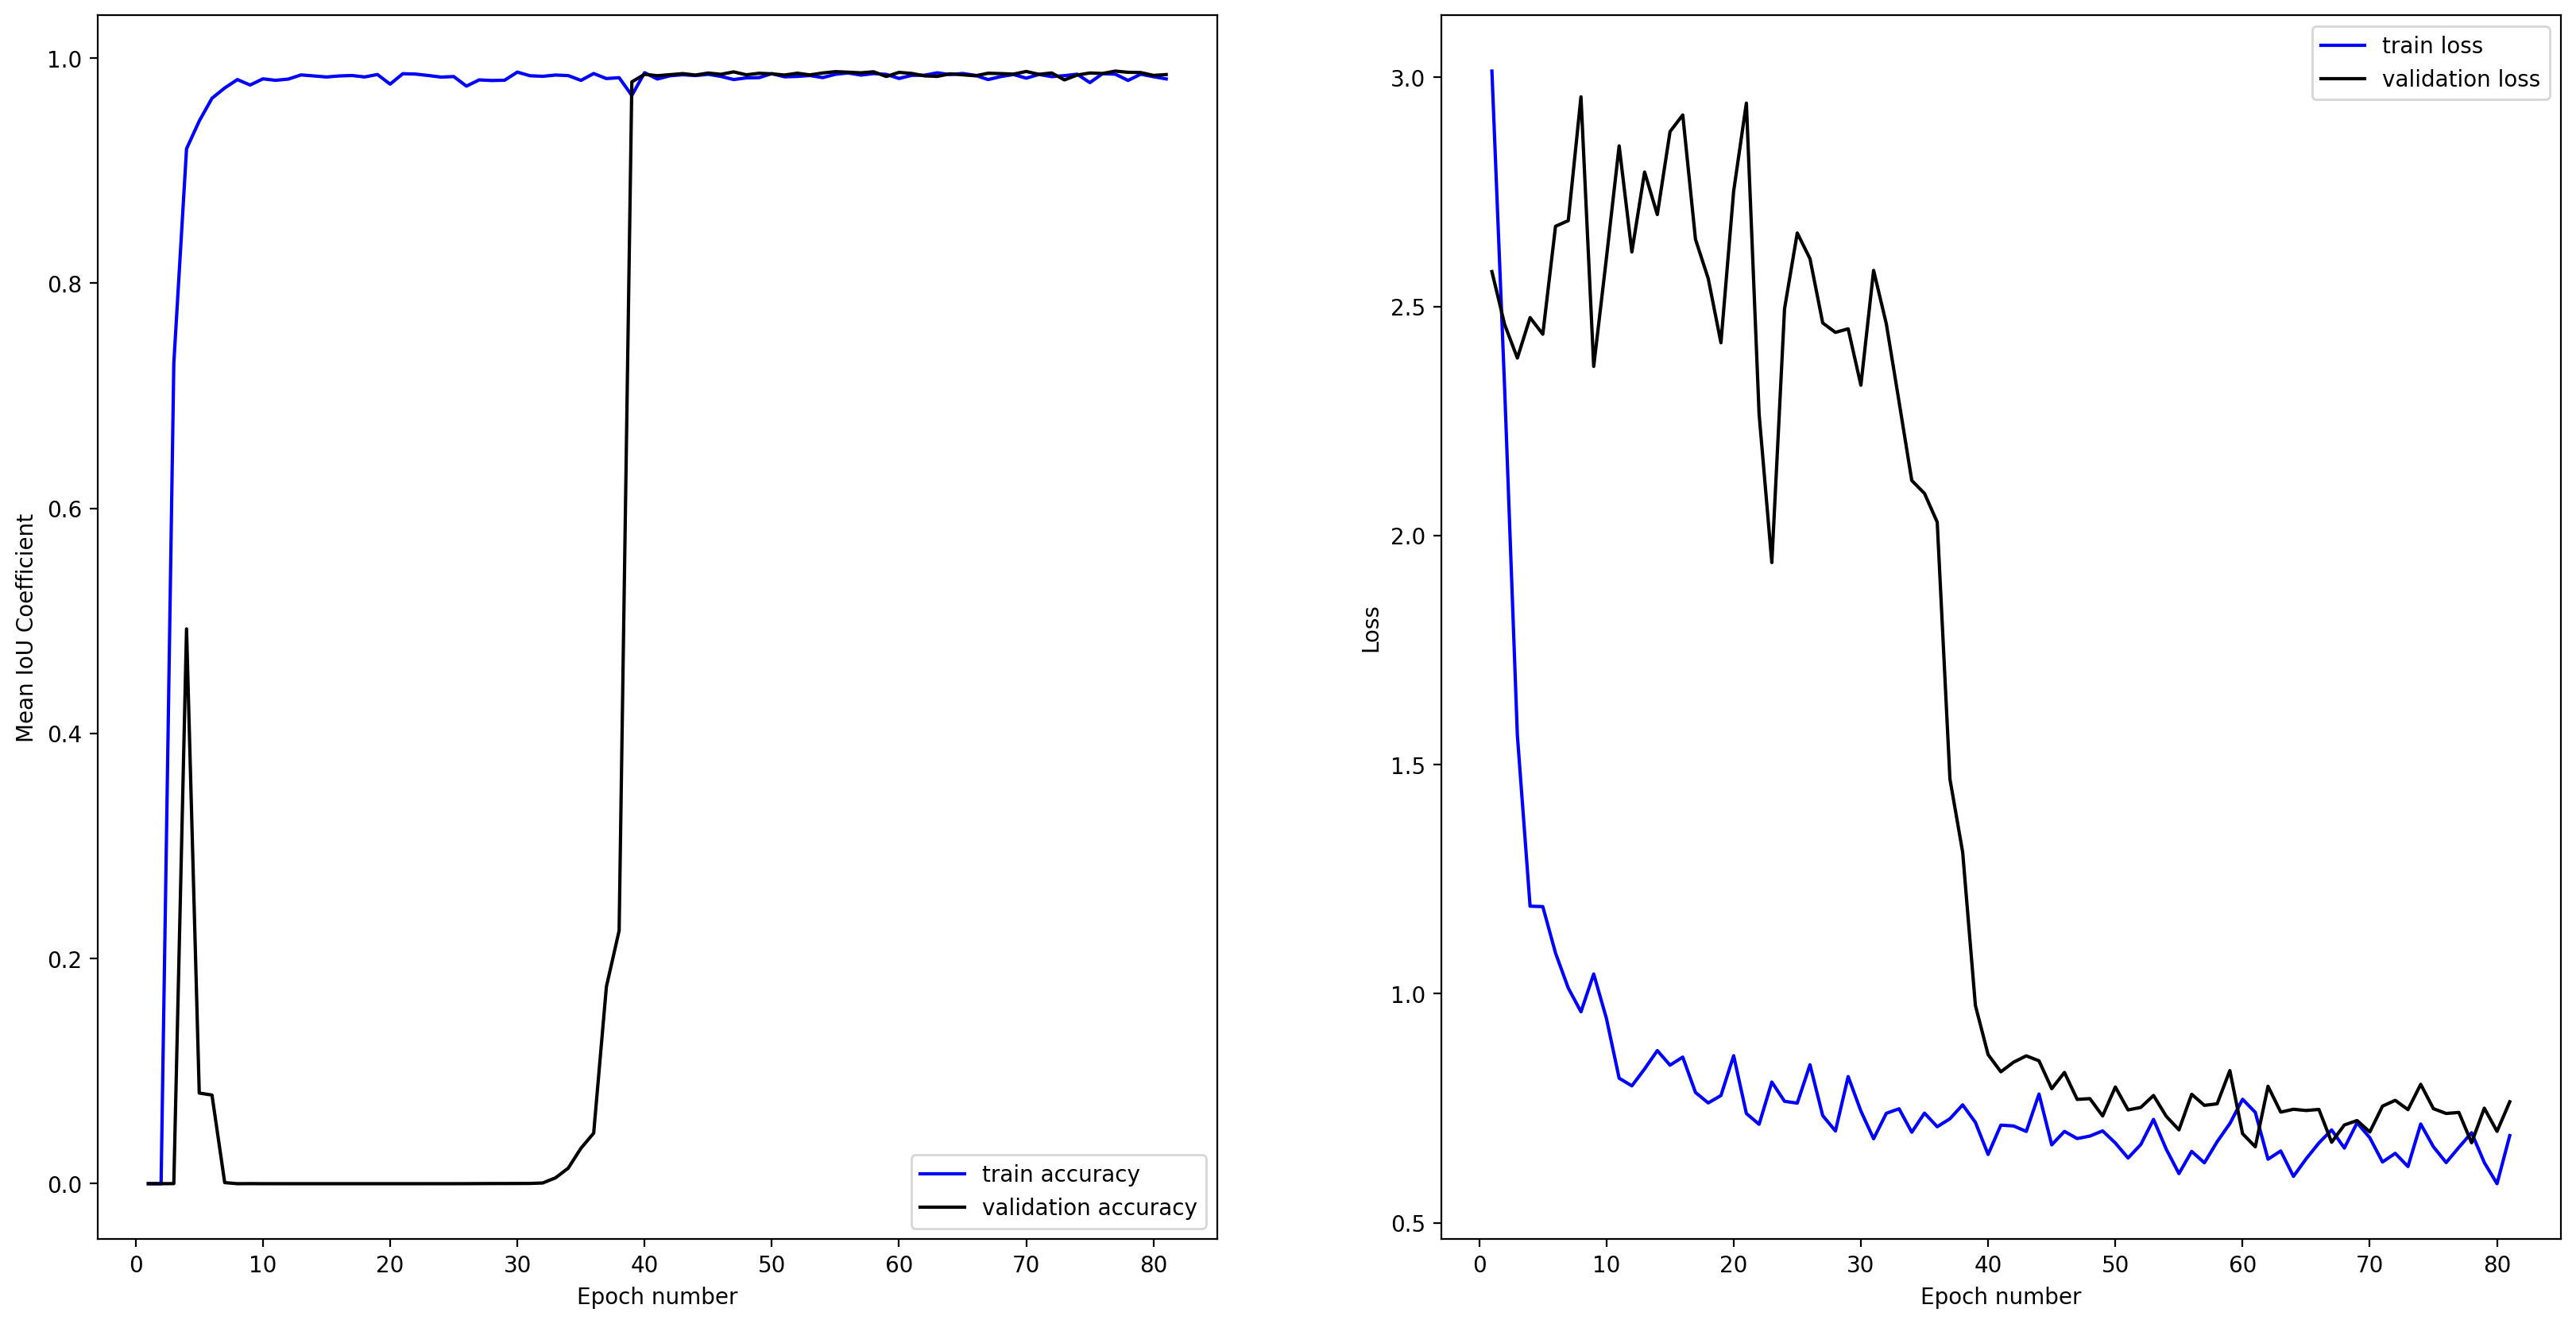 Mean IoU Coefficient
1.0
0.8
0.6
0.4
0.2
0.0
train accuracy
validation accuracy
0 10 20 30 40 50 60 70 80
Epoch number
Loss
3.0
2.5
2.0
1.5
1.0
0.5
train loss
validation loss
0 10 20 30 40 50 60 70 80
Epoch number